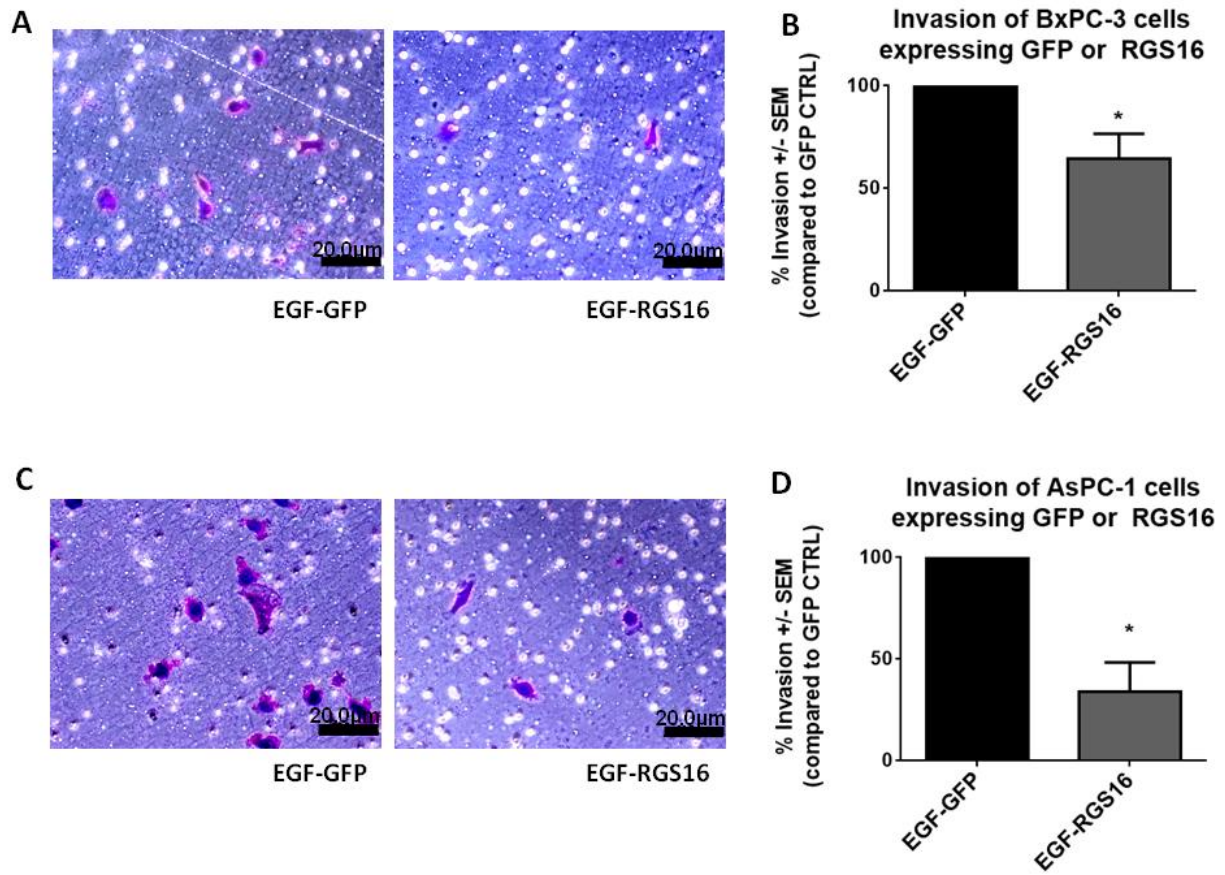 A
20.0µm
20.0µm
EGF-GFP
EGF-RGS16
B
Invasion of BxPC-3 cells
expressing GFP or RGS16
% Invasion +/- SEM
(compared to GFP CTRL)
100
50
0
*
EGF-GFP
EGF-RGS16
C
20.0µm
20.0µm
EGF-GFP
EGF-RGS16
D
Invasion of AsPC-1 cells
expressing GFP or RGS16
% Invasion +/- SEM
(compared to GFP CTRL)
100
50
0
*
EGF-GFP
EGF-RGS16